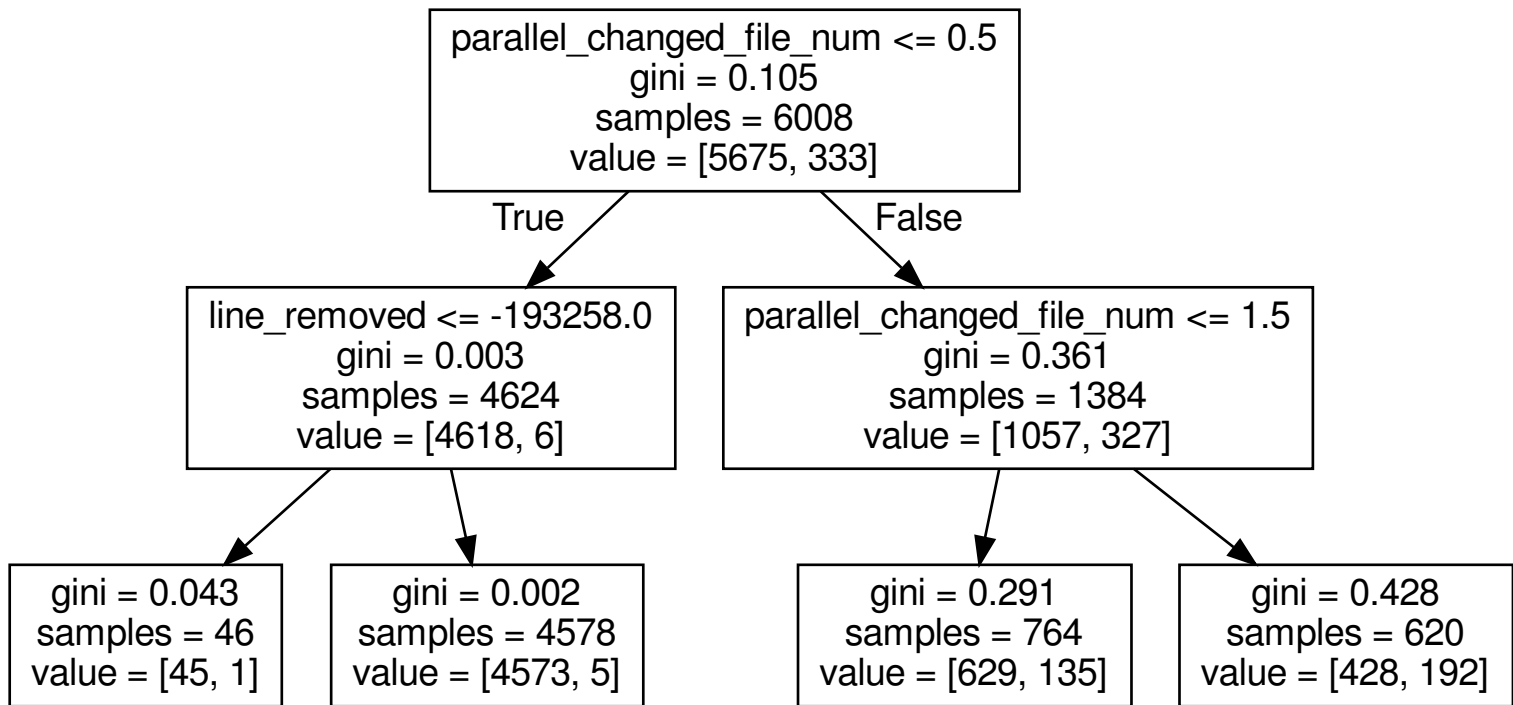 parallel_changed_file_num <= 0.5
gini = 0.105
samples = 6008
value = [5675, 333]
True
False
line_removed <= -193258.0
gini = 0.003
samples = 4624
value = [4618, 6]
parallel_changed_file_num <= 1.5
gini = 0.361
samples = 1384
value = [1057, 327]
gini = 0.043
samples = 46
value = [45, 1]
gini = 0.002
samples = 4578
value = [4573, 5]
gini = 0.291
samples = 764
value = [629, 135]
gini = 0.428
samples = 620
value = [428, 192]